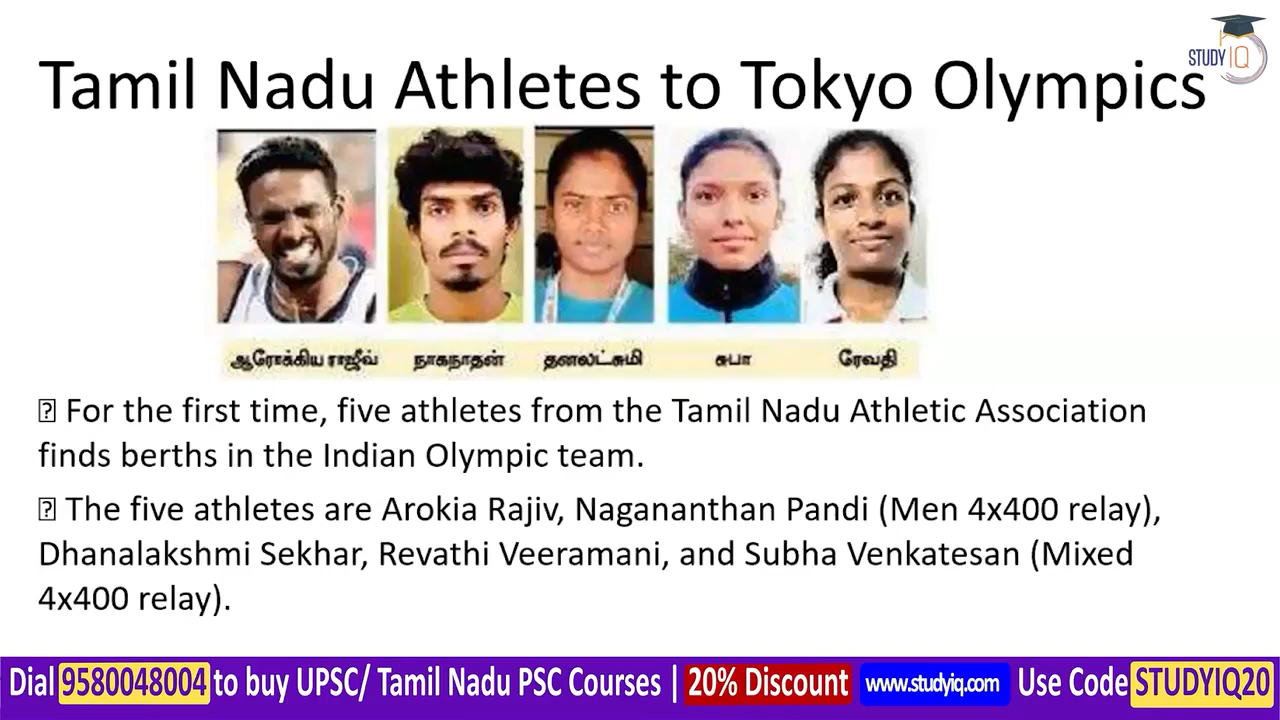 STUDY IQ
Tamil Nadu Athletes to Tokyo Olympics
ஆரோக்கிய ராஜீவ் நாகநாதன் தனலட்சுமி சுபா ரேவதி
For the first time, five athletes from the Tamil Nadu Athletic Association
finds berths in the Indian Olympic team.
The five athletes are Arokia Rajiv, Nagananthan Pandi (Men 4x400 relay),
Dhanalakshmi Sekhar, Revathi Veeramani, and Subha Venkatesan (Mixed
4x400 relay).
Dial 9580048004 to buy UPSC/ Tamil Nadu PSC Courses | 20% Discount www.studyiq.com Use Code STUDYIQ20